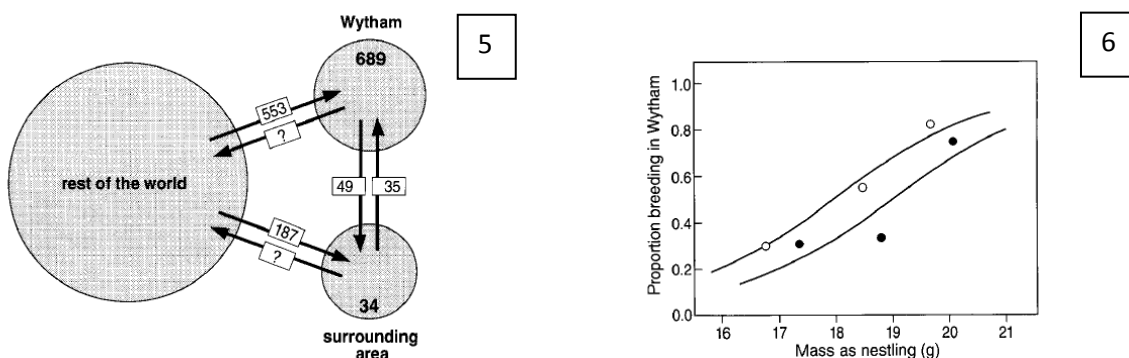 Wytham
689
5
553
?
rest of the world
49
35
187
?
34
surrounding
area
6
Proportion breeding in Wytham
1.0
0.8
0.6
0.4
0.2
0.0
16 17 18 19 20 21
Mass as nestling (g)